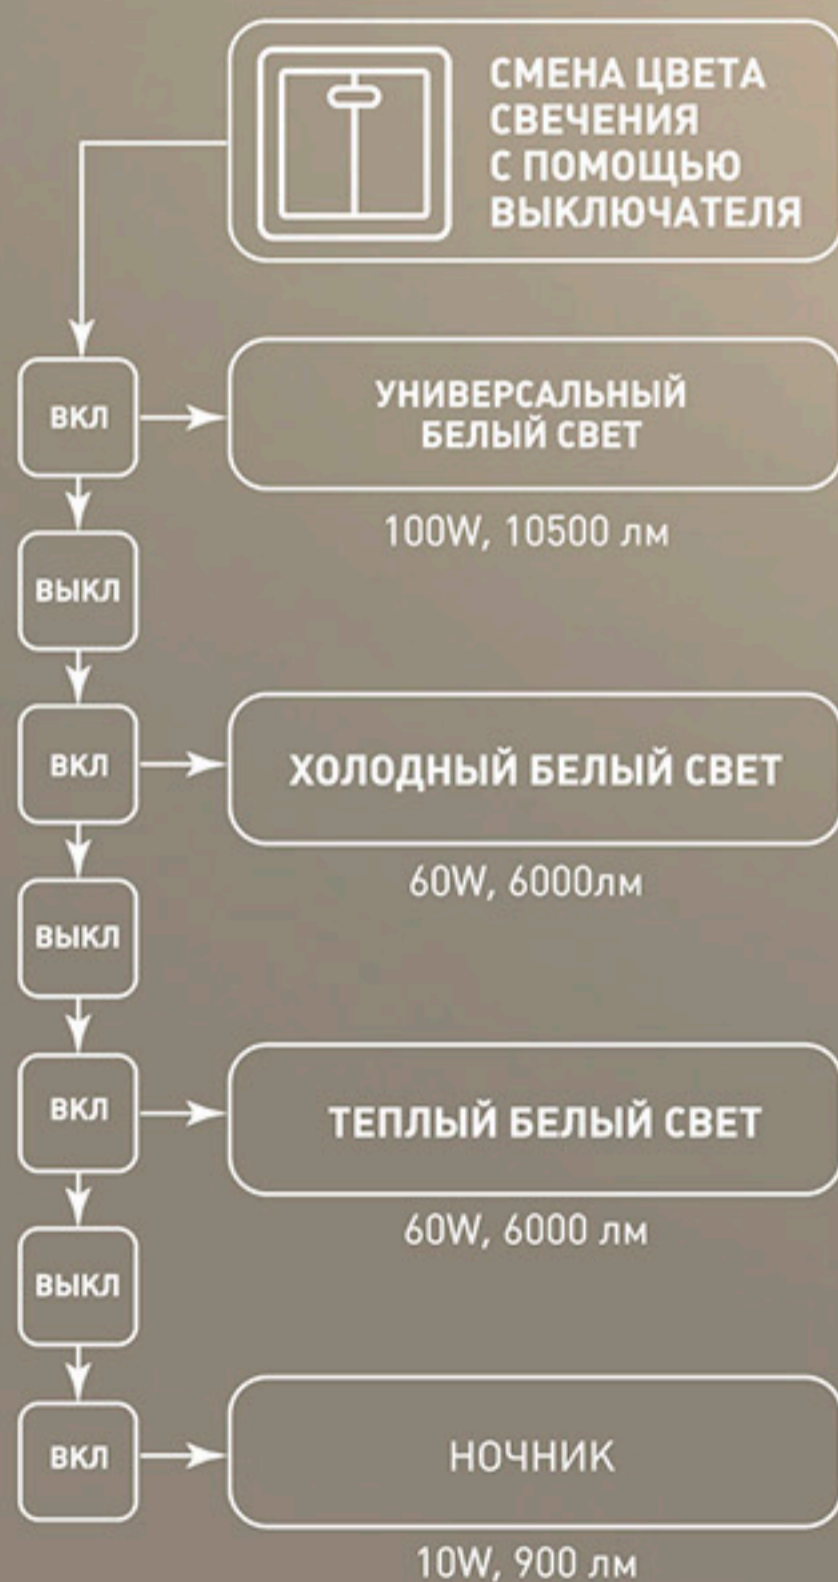 СМЕНА ЦВЕТА
СВЕЧЕНИЯ
С ПОМОЩЬЮ
ВЫКЛЮЧАТЕЛЯ
ВКЛ
УНИВЕРСАЛЬНЫЙ
БЕЛЫЙ СВЕТ
100W, 10500 лм
ВЫКЛ
ВКЛ
ХОЛОДНЫЙ БЕЛЫЙ СВЕТ
60W, 6000лм
ВЫКЛ
ВКЛ
ТЕПЛЫЙ БЕЛЫЙ СВЕТ
60W, 6000 лм
ВЫКЛ
ВКЛ
НОЧНИК
10W, 900 лм